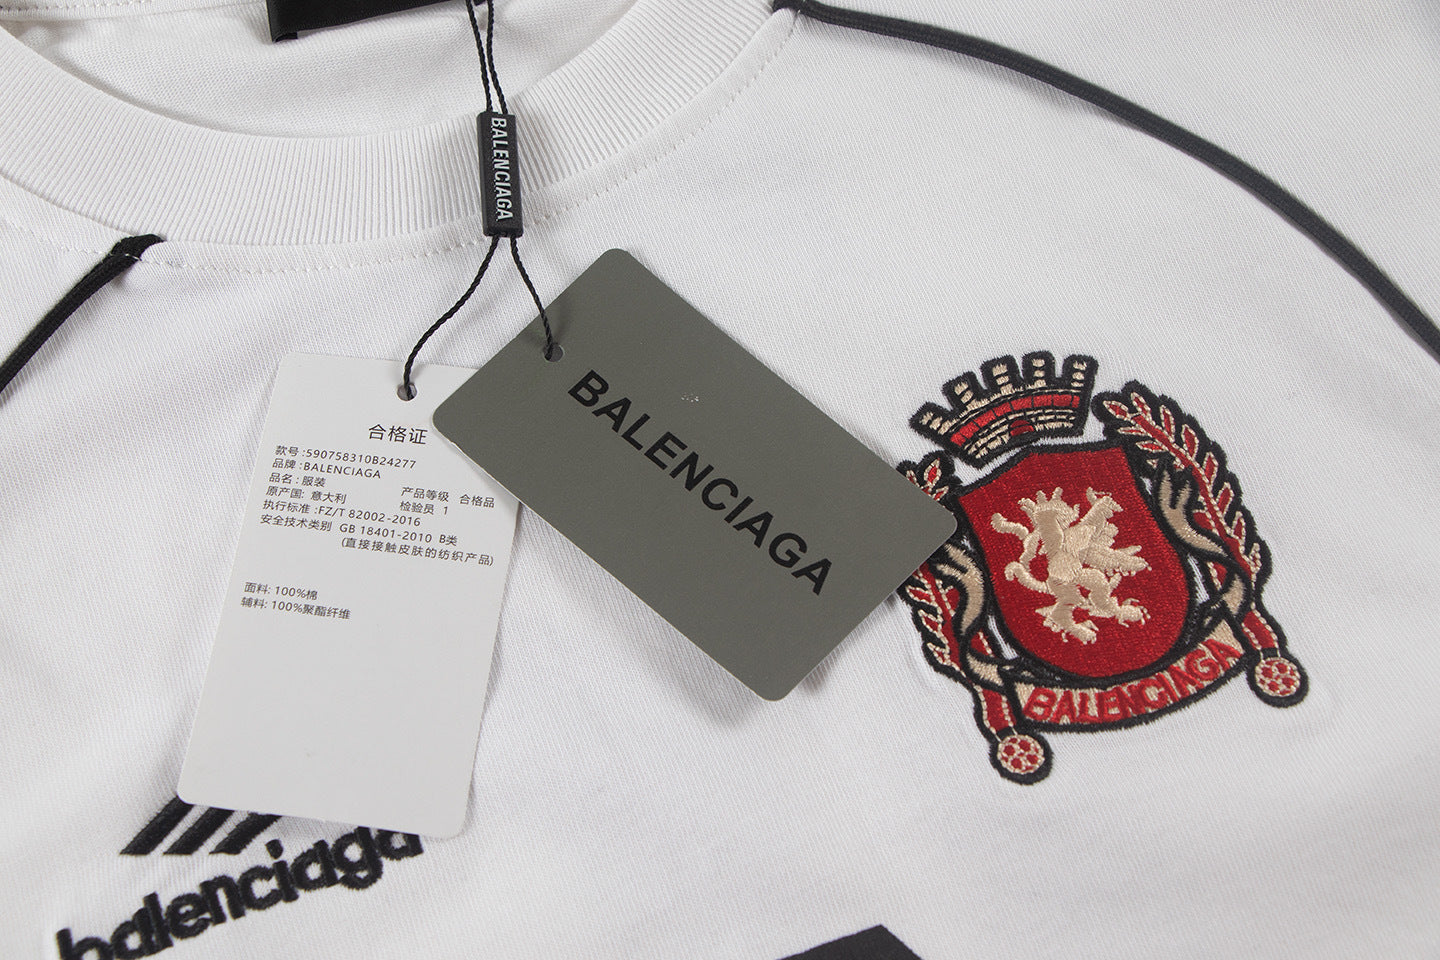 BALENCIAGA
合格证
款号:590758310B24277
品牌:BALENCIAGA
品名:服装
产品等级 合格品
原产国: 意大利
检验员 1
执行标准:FZ/T 82002-2016
安全技术类别 GB 18401-2010 B类
(直接接触皮肤的纺织产品)
面料: 100%棉
辅料: 100%聚酯纤维
BALENCIAGA
BALENCIAGA
balenciaga